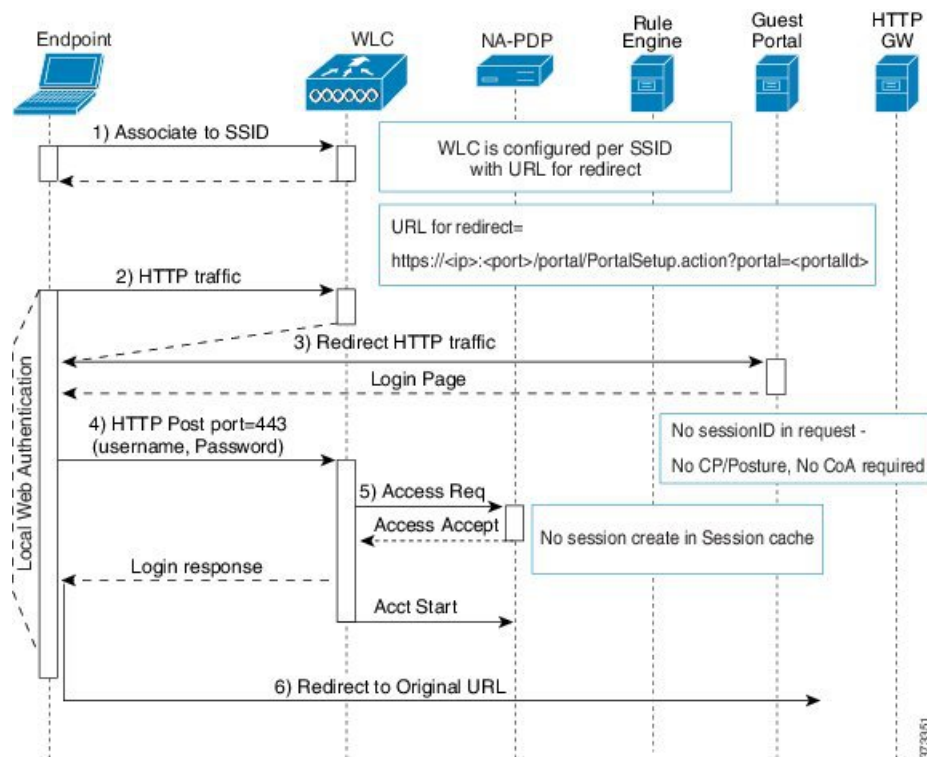 Endpoint
WLC
NA-PDP
Rule
Engine
Guest
Portal
HTTP
GW
1) Associate to SSID
WLC is configured per SSID
with URL for redirect
URL for redirect=
https://<ip>:<port>/portal/PortalSetup.action?portal=<portalId>
2) HTTP traffic
3) Redirect HTTP traffic
Login Page
4) HTTP Post port=443
(username, Password)
No sessionID in request -
No CP/Posture, No CoA required
Local Web Authentication
5) Access Req
Access Accept
No session create in Session cache
Login response
Acct Start
6) Redirect to Original URL
373351